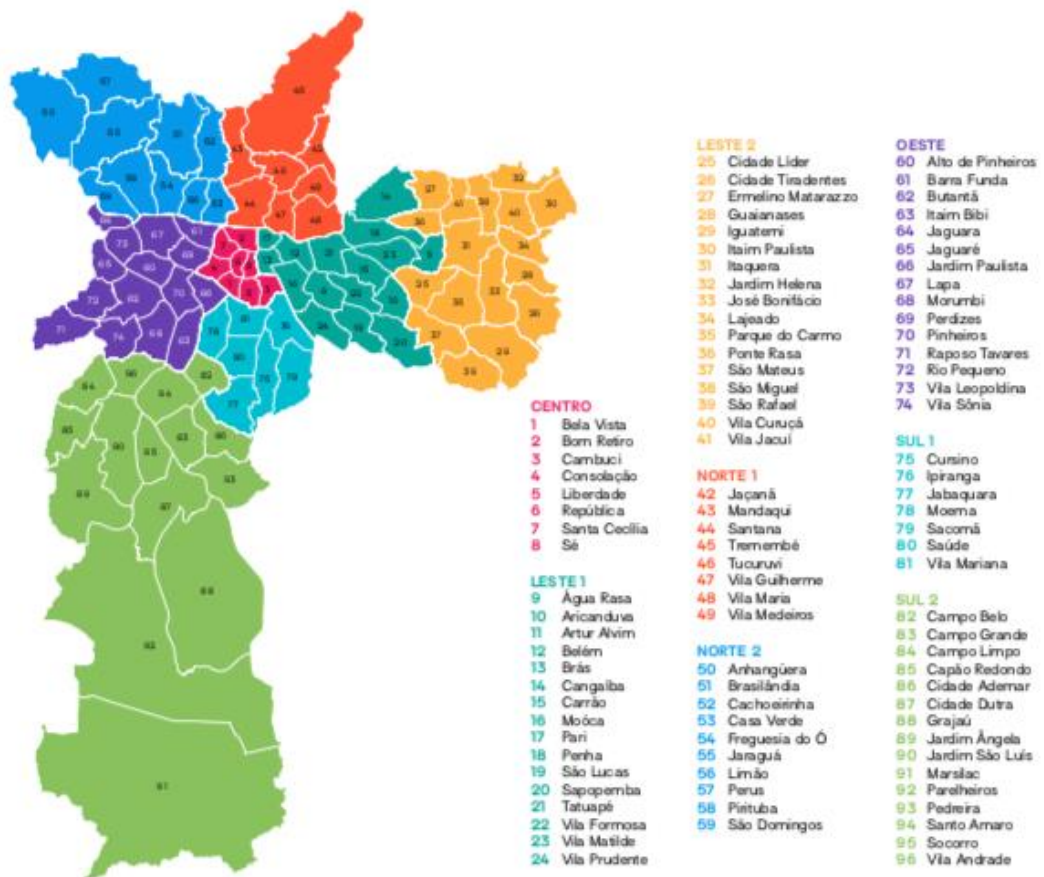 CENTRO
1 Bela Vista
2 Bom Retiro
3 Cambuci
4 Consolação
5 Liberdade
6 República
7 Santa Cecília
8 Sé
LESTE 1
9 Água Rasa
10 Aricanduva
11 Artur Alvim
12 Belém
13 Brás
14 Cangaíba
15 Carrão
16 Moóca
17 Pari
18 Penha
19 São Lucas
20 Sapopemba
21 Tatuapé
22 Vila Formosa
23 Vila Matilde
24 Vila Prudente
LESTE 2
25 Cidade Líder
26 Cidade Tiradentes
27 Ermelino Matarazzo
28 Guaianases
29 Iguatemi
30 Itaim Paulista
31 Itaquera
32 Jardim Helena
33 José Bonifácio
34 Lajeado
35 Parque do Carmo
36 Ponte Rasa
37 São Mateus
38 São Miguel
39 São Rafael
40 Vila Curuçá
41 Vila Jacuí
NORTE 1
42 Jaçanã
43 Mandaqui
44 Santana
45 Tremembé
46 Tucuruvi
47 Vila Guilherme
48 Vila Maria
49 Vila Medeiros
NORTE 2
50 Anhangüera
51 Brasilândia
52 Cachoeirinha
53 Casa Verde
54 Freguesia do Ó
55 Jaraguá
56 Limão
57 Perus
58 Pirituba
59 São Domingos
OESTE
60 Alto de Pinheiros
61 Barra Funda
62 Butantã
63 Itaim Bibi
64 Jaguara
65 Jaguaré
66 Jardim Paulista
67 Lapa
68 Morumbi
69 Perdizes
70 Pinheiros
71 Raposo Tavares
72 Rio Pequeno
73 Vila Leopoldina
74 Vila Sônia
SUL 1
75 Cursino
76 Ipiranga
77 Jabaquara
78 Moema
79 Sacomã
80 Saúde
81 Vila Mariana
SUL 2
82 Campo Belo
83 Campo Grande
84 Campo Limpo
85 Capão Redondo
86 Cidade Ademar
87 Cidade Dutra
88 Grajaú
89 Jardim Ângela
90 Jardim São Luís
91 Marsilac
92 Parelheiros
93 Pedreira
94 Santo Amaro
95 Socorro
96 Vila Andrade